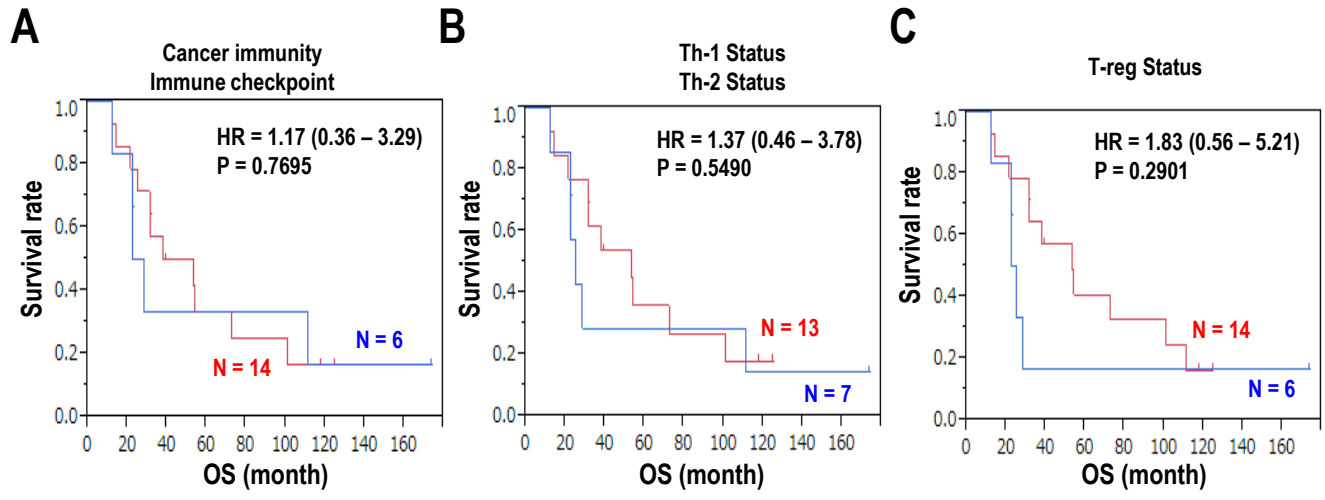 A
Cancer immunity
Immune checkpoint
1.0
0.8
0.6
0.4
0.2
0.0
Survival rate
HR = 1.17 (0.36 – 3.29)
P = 0.7695
N = 6
N = 14
0 20 40 60 80 100 120 140 160
OS (month)
B
Th-1 Status
Th-2 Status
1.0
0.8
0.6
0.4
0.2
0.0
Survival rate
HR = 1.37 (0.46 – 3.78)
P = 0.5490
N = 13
N = 7
0 20 40 60 80 100 120 140 160
OS (month)
C
T-reg Status
1.0
0.8
0.6
0.4
0.2
0.0
Survival rate
HR = 1.83 (0.56 – 5.21)
P = 0.2901
N = 14
N = 6
0 20 40 60 80 100 120 140 160
OS (month)